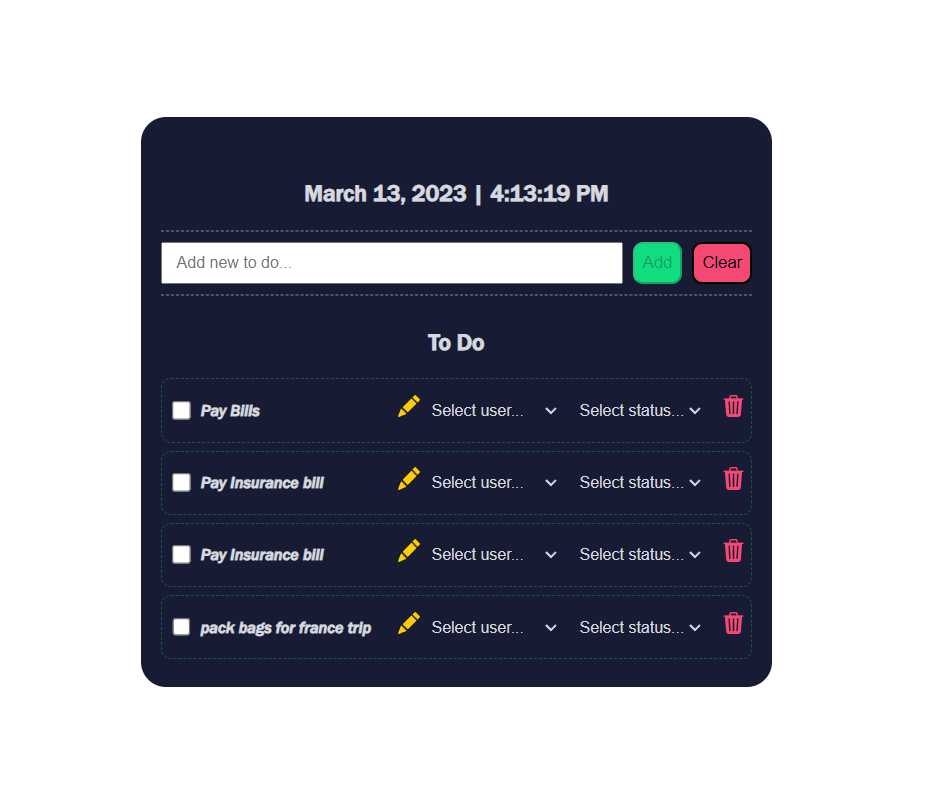 March 13, 2023 | 4:13:19 PM
Add new to do... Add Clear
To Do
Pay Bills Select user... Select status...
Pay Insurance bill Select user... Select status...
Pay Insurance bill Select user... Select status...
pack bags for france trip Select user... Select status...